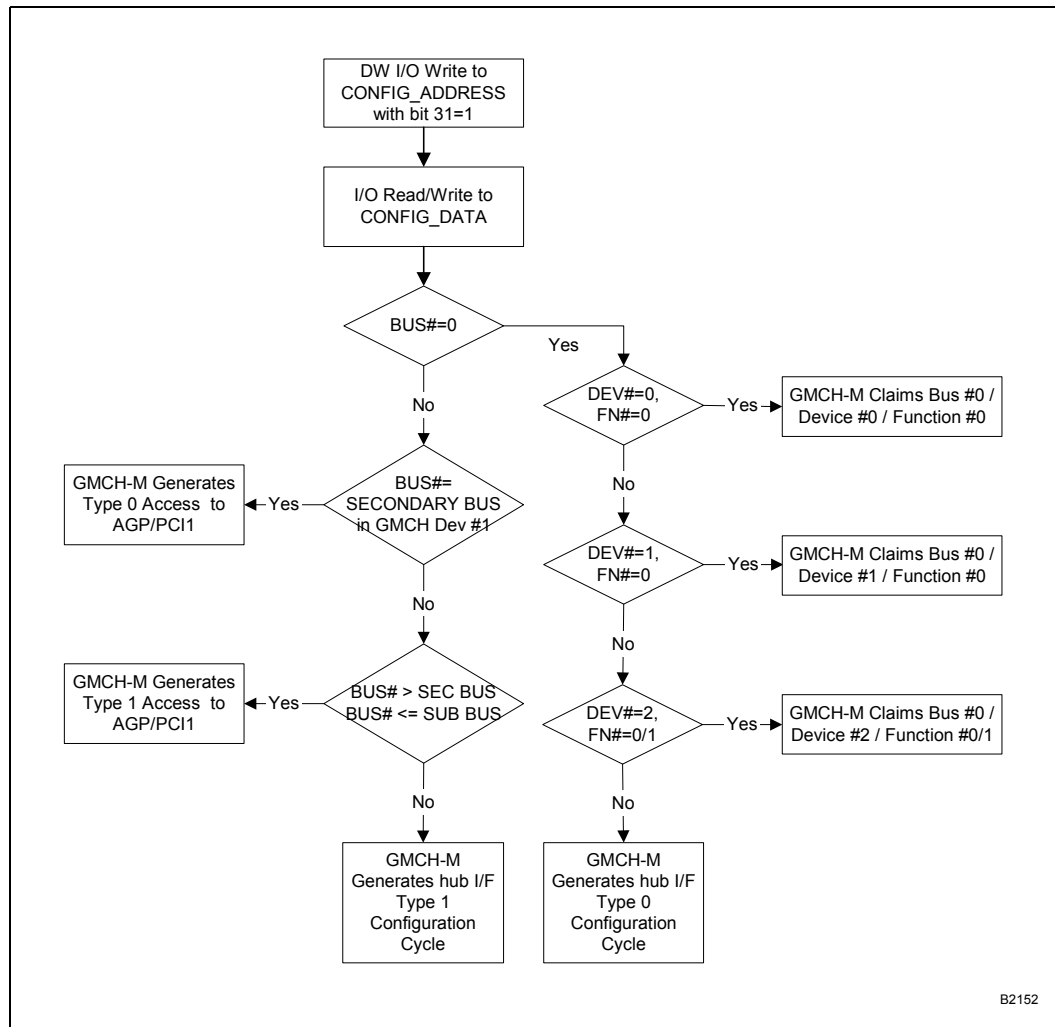 DW I/O Write to
CONFIG_ADDRESS
with bit 31=1
I/O Read/Write to
CONFIG_DATA
BUS#=0
Yes
No
DEV#=0,
FN#=0
Yes
GMCH-M Claims Bus #0 /
Device #0 / Function #0
GMCH-M Generates
Type 0 Access to
AGP/PCI1
Yes
BUS#=
SECONDARY BUS
in GMCH Dev #1
No
DEV#=1,
FN#=0
Yes
GMCH-M Claims Bus #0 /
Device #1 / Function #0
No
No
GMCH-M Generates
Type 1 Access to
AGP/PCI1
Yes
BUS# > SEC BUS
BUS# <= SUB BUS
DEV#=2,
FN#=0/1
Yes
GMCH-M Claims Bus #0 /
Device #2 / Function #0/1
No
No
GMCH-M
Generates hub I/F
Type 1
Configuration
Cycle
GMCH-M
Generates hub I/F
Type 0
Configuration
Cycle
B2152